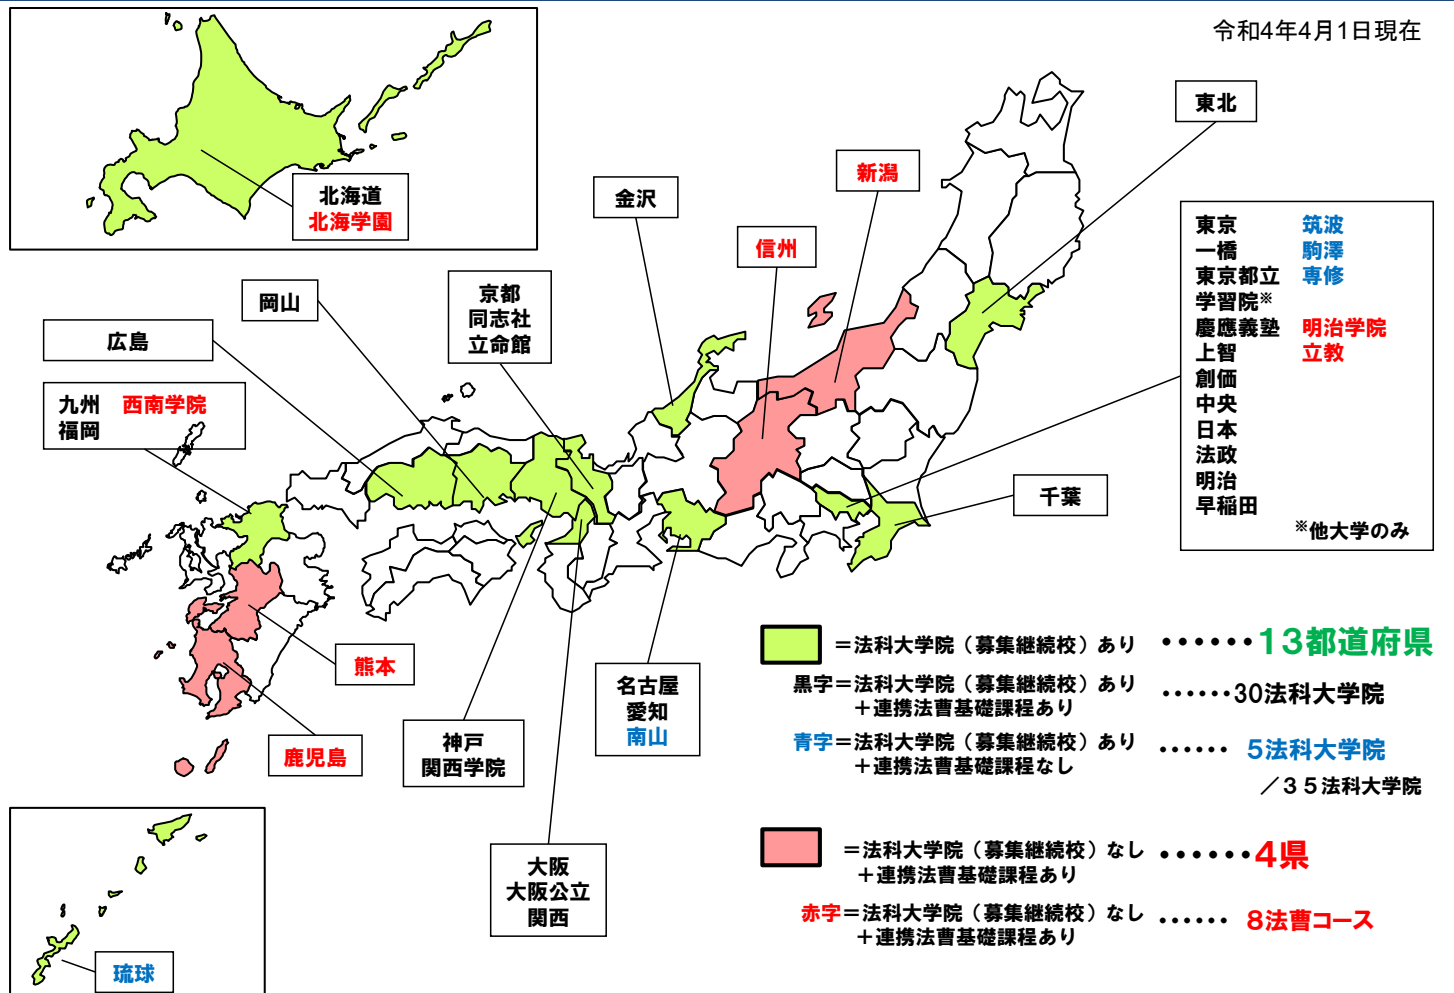 令和4年4月1日現在
北海道
北海学園
東北
新潟
金沢
信州
東京 筑波
一橋 駒澤
東京都立 専修
学習院※
慶應義塾 明治学院
上智 立教
創価
中央
日本
法政
明治
早稲田
※他大学のみ
岡山
京都
同志社
立命館
広島
九州 西南学院
福岡
千葉
熊本
鹿児島
名古屋
愛知
南山
神戸
関西学院
大阪
大阪公立
関西
琉球
＝法科大学院（募集継続校）あり ・・・・・・13都道府県
黒字＝法科大学院（募集継続校）あり
＋連携法曹基礎課程あり ・・・・・・30法科大学院
青字＝法科大学院（募集継続校）あり ・・・・・・ 5法科大学院
＋連携法曹基礎課程なし
／３５法科大学院
＝法科大学院（募集継続校）なし ・・・・・・4県
＋連携法曹基礎課程あり
赤字＝法科大学院（募集継続校）なし ・・・・・・ 8法曹コース
＋連携法曹基礎課程あり